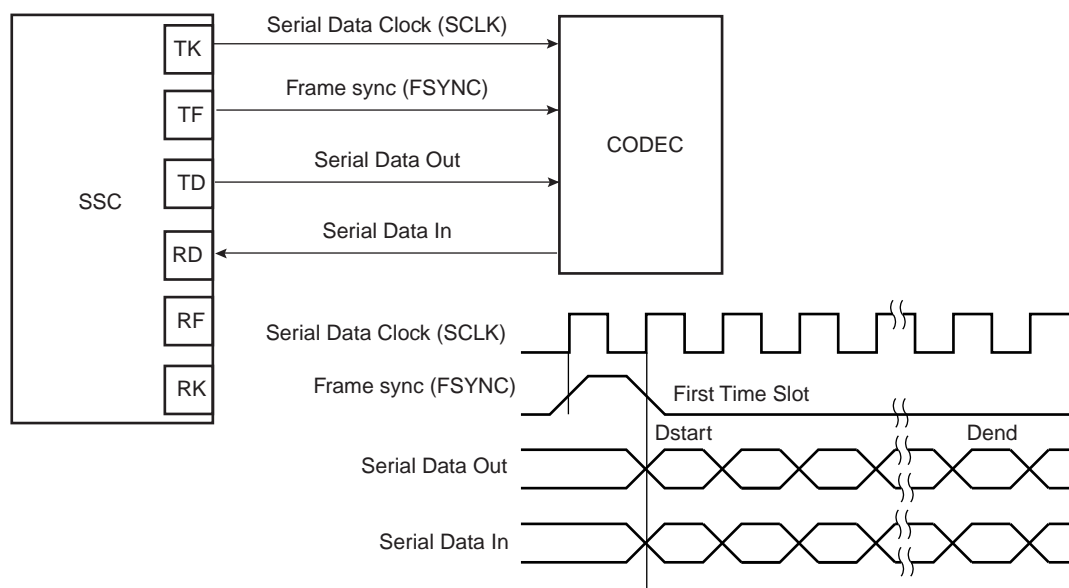 Serial Data Clock (SCLK)
TK
Frame sync (FSYNC)
TF
CODEC
Serial Data Out
TD
SSC
Serial Data In
RD
RF
Serial Data Clock (SCLK)
RK
Frame sync (FSYNC)
First Time Slot
Dstart
Dend
Serial Data Out
Serial Data In